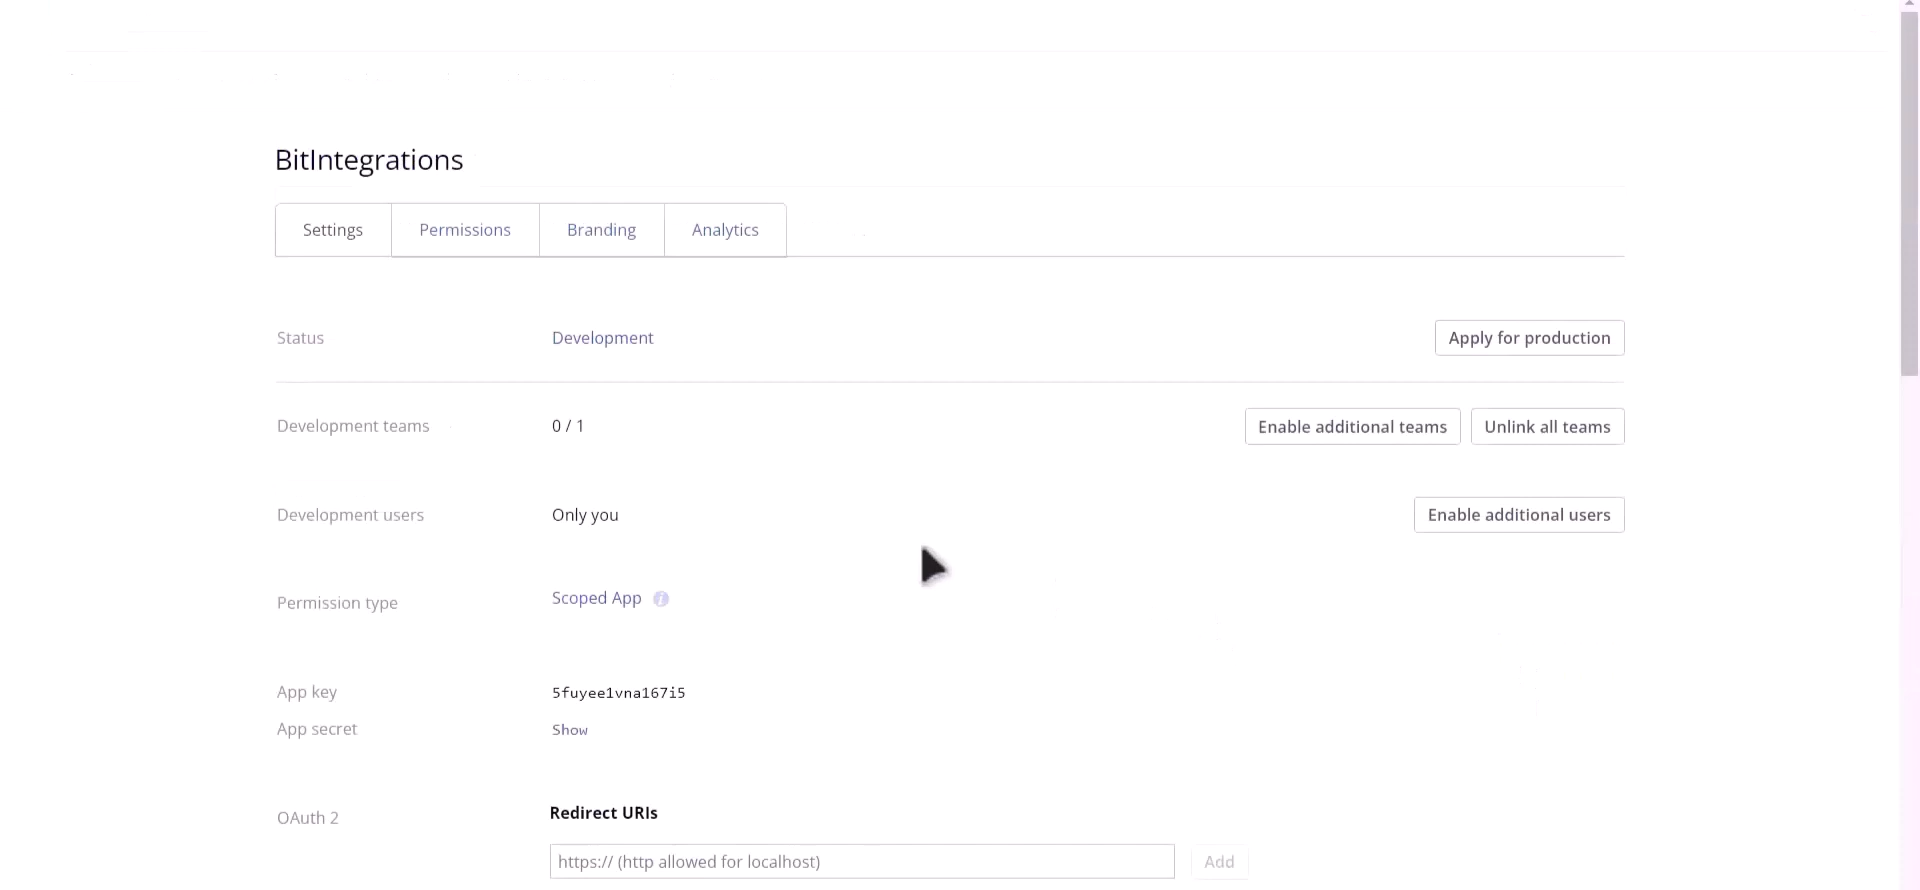 BitIntegrations
Settings Permissions Branding Analytics
Status Development Apply for production
Development teams 0 / 1 Enable additional teams Unlink all teams
Development users Only you Enable additional users
Permission type Scoped App i
App key 5fuyee1vna167i5
App secret Show
OAuth 2 Redirect URIs
https:// (http allowed for localhost) Add